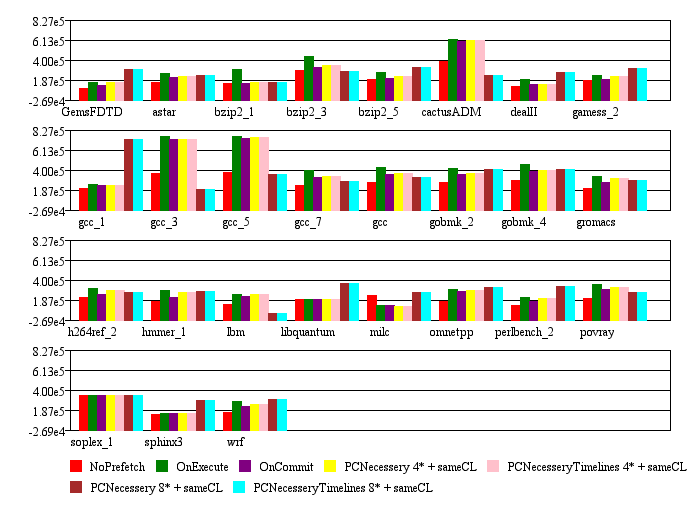 8.27e5
6.13e5
4.00e5
1.87e5
-2.69e4
GemsFDTD astar bzip2_1 bzip2_3 bzip2_5 cactusADM dealII gamess_2
8.27e5
6.13e5
4.00e5
1.87e5
-2.69e4
gcc_1 gcc_3 gcc_5 gcc_7 gcc gobmk_2 gobmk_4 gromacs
8.27e5
6.13e5
4.00e5
1.87e5
-2.69e4
h264ref_2 hmmer_1 lbm libquantum milc omnetpp perlbench_2 povray
8.27e5
6.13e5
4.00e5
1.87e5
-2.69e4
soplex_1 sphinx3 wrf
NoPrefetch OnExecute OnCommit PCNecessery 4* + sameCL PCNecesseryTimelines 4* + sameCL
PCNecessery 8* + sameCL PCNecesseryTimelines 8* + sameCL